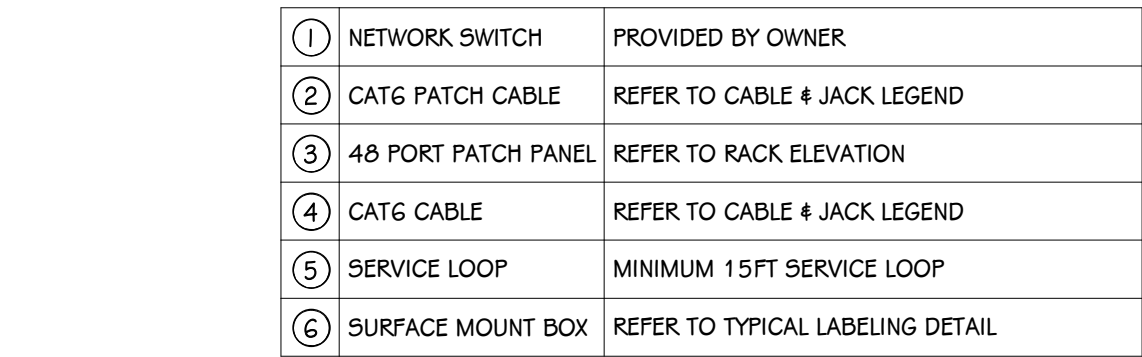 1 NETWORK SWITCH PROVIDED BY OWNER
2 CAT6 PATCH CABLE REFER TO CABLE & JACK LEGEND
3 48 PORT PATCH PANEL REFER TO RACK ELEVATION
4 CAT6 CABLE REFER TO CABLE & JACK LEGEND
5 SERVICE LOOP MINIMUM 15FT SERVICE LOOP
6 SURFACE MOUNT BOX REFER TO TYPICAL LABELING DETAIL